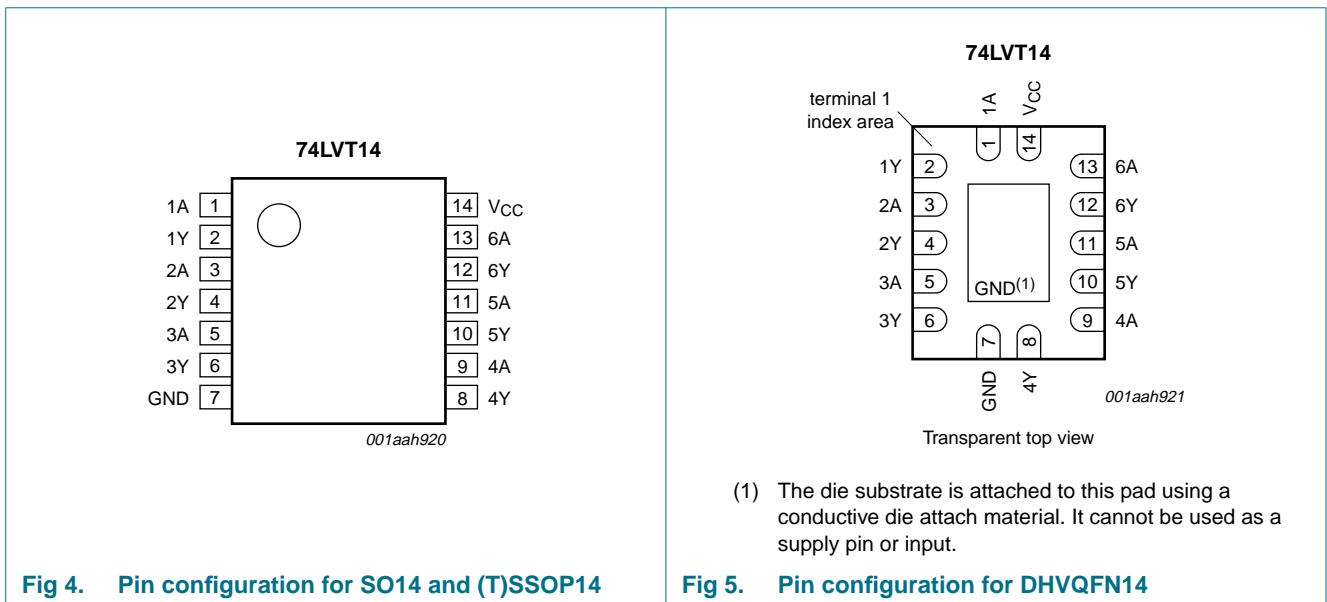 74LVT14
1A 1
1Y 2
2A 3
2Y 4
3A 5
3Y 6
GND 7
14 VCC
13 6A
12 6Y
11 5A
10 5Y
9 4A
8 4Y
001aah920
Fig 4. Pin configuration for SO14 and (T)SSOP14
74LVT14
terminal 1
index area
1A
VCC
1
14
1Y 2
2A 3
2Y 4
3A 5
3Y 6
13 6A
12 6Y
11 5A
10 5Y
9 4A
GND(1)
7
8
GND
4Y
001aah921
Transparent top view
(1) The die substrate is attached to this pad using a
conductive die attach material. It cannot be used as a
supply pin or input.
Fig 5. Pin configuration for DHVQFN14